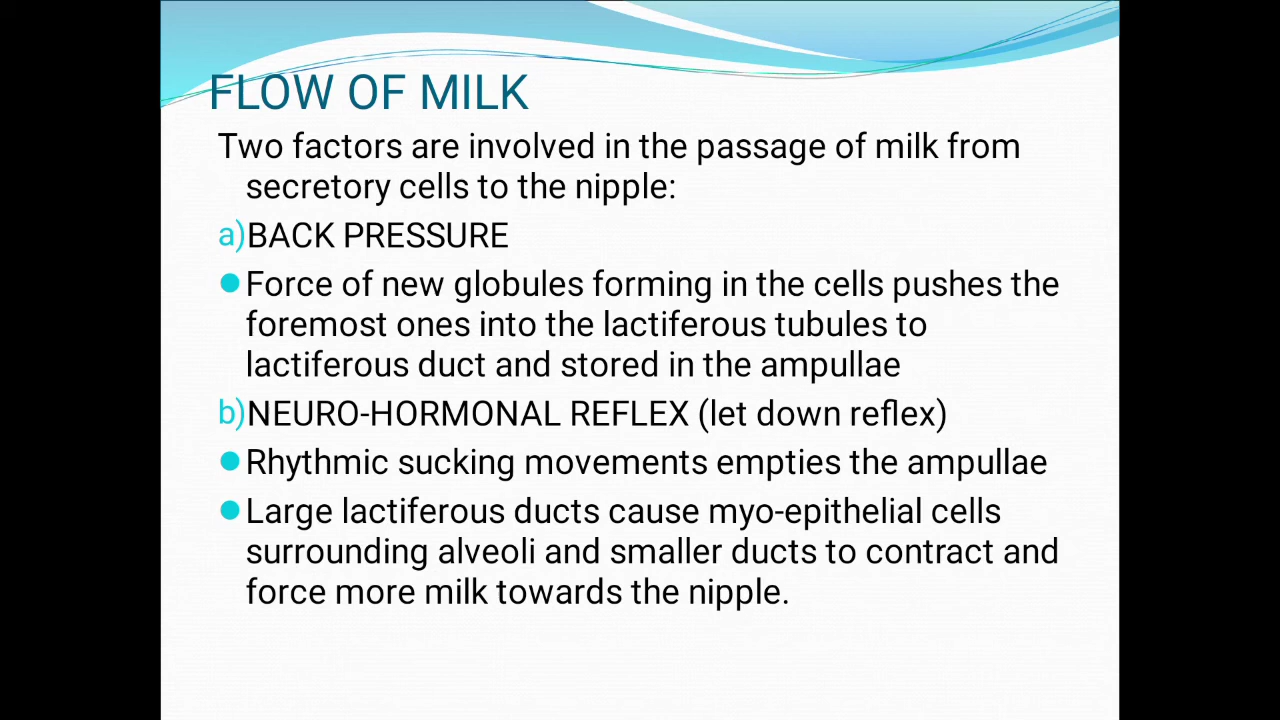 FLOW OF MILK
Two factors are involved in the passage of milk from
secretory cells to the nipple:
a)BACK PRESSURE
Force of new globules forming in the cells pushes the
foremost ones into the lactiferous tubules to
lactiferous duct and stored in the ampullae
b)NEURO-HORMONAL REFLEX (let down reflex)
Rhythmic sucking movements empties the ampullae
Large lactiferous ducts cause myo-epithelial cells
surrounding alveoli and smaller ducts to contract and
force more milk towards the nipple.